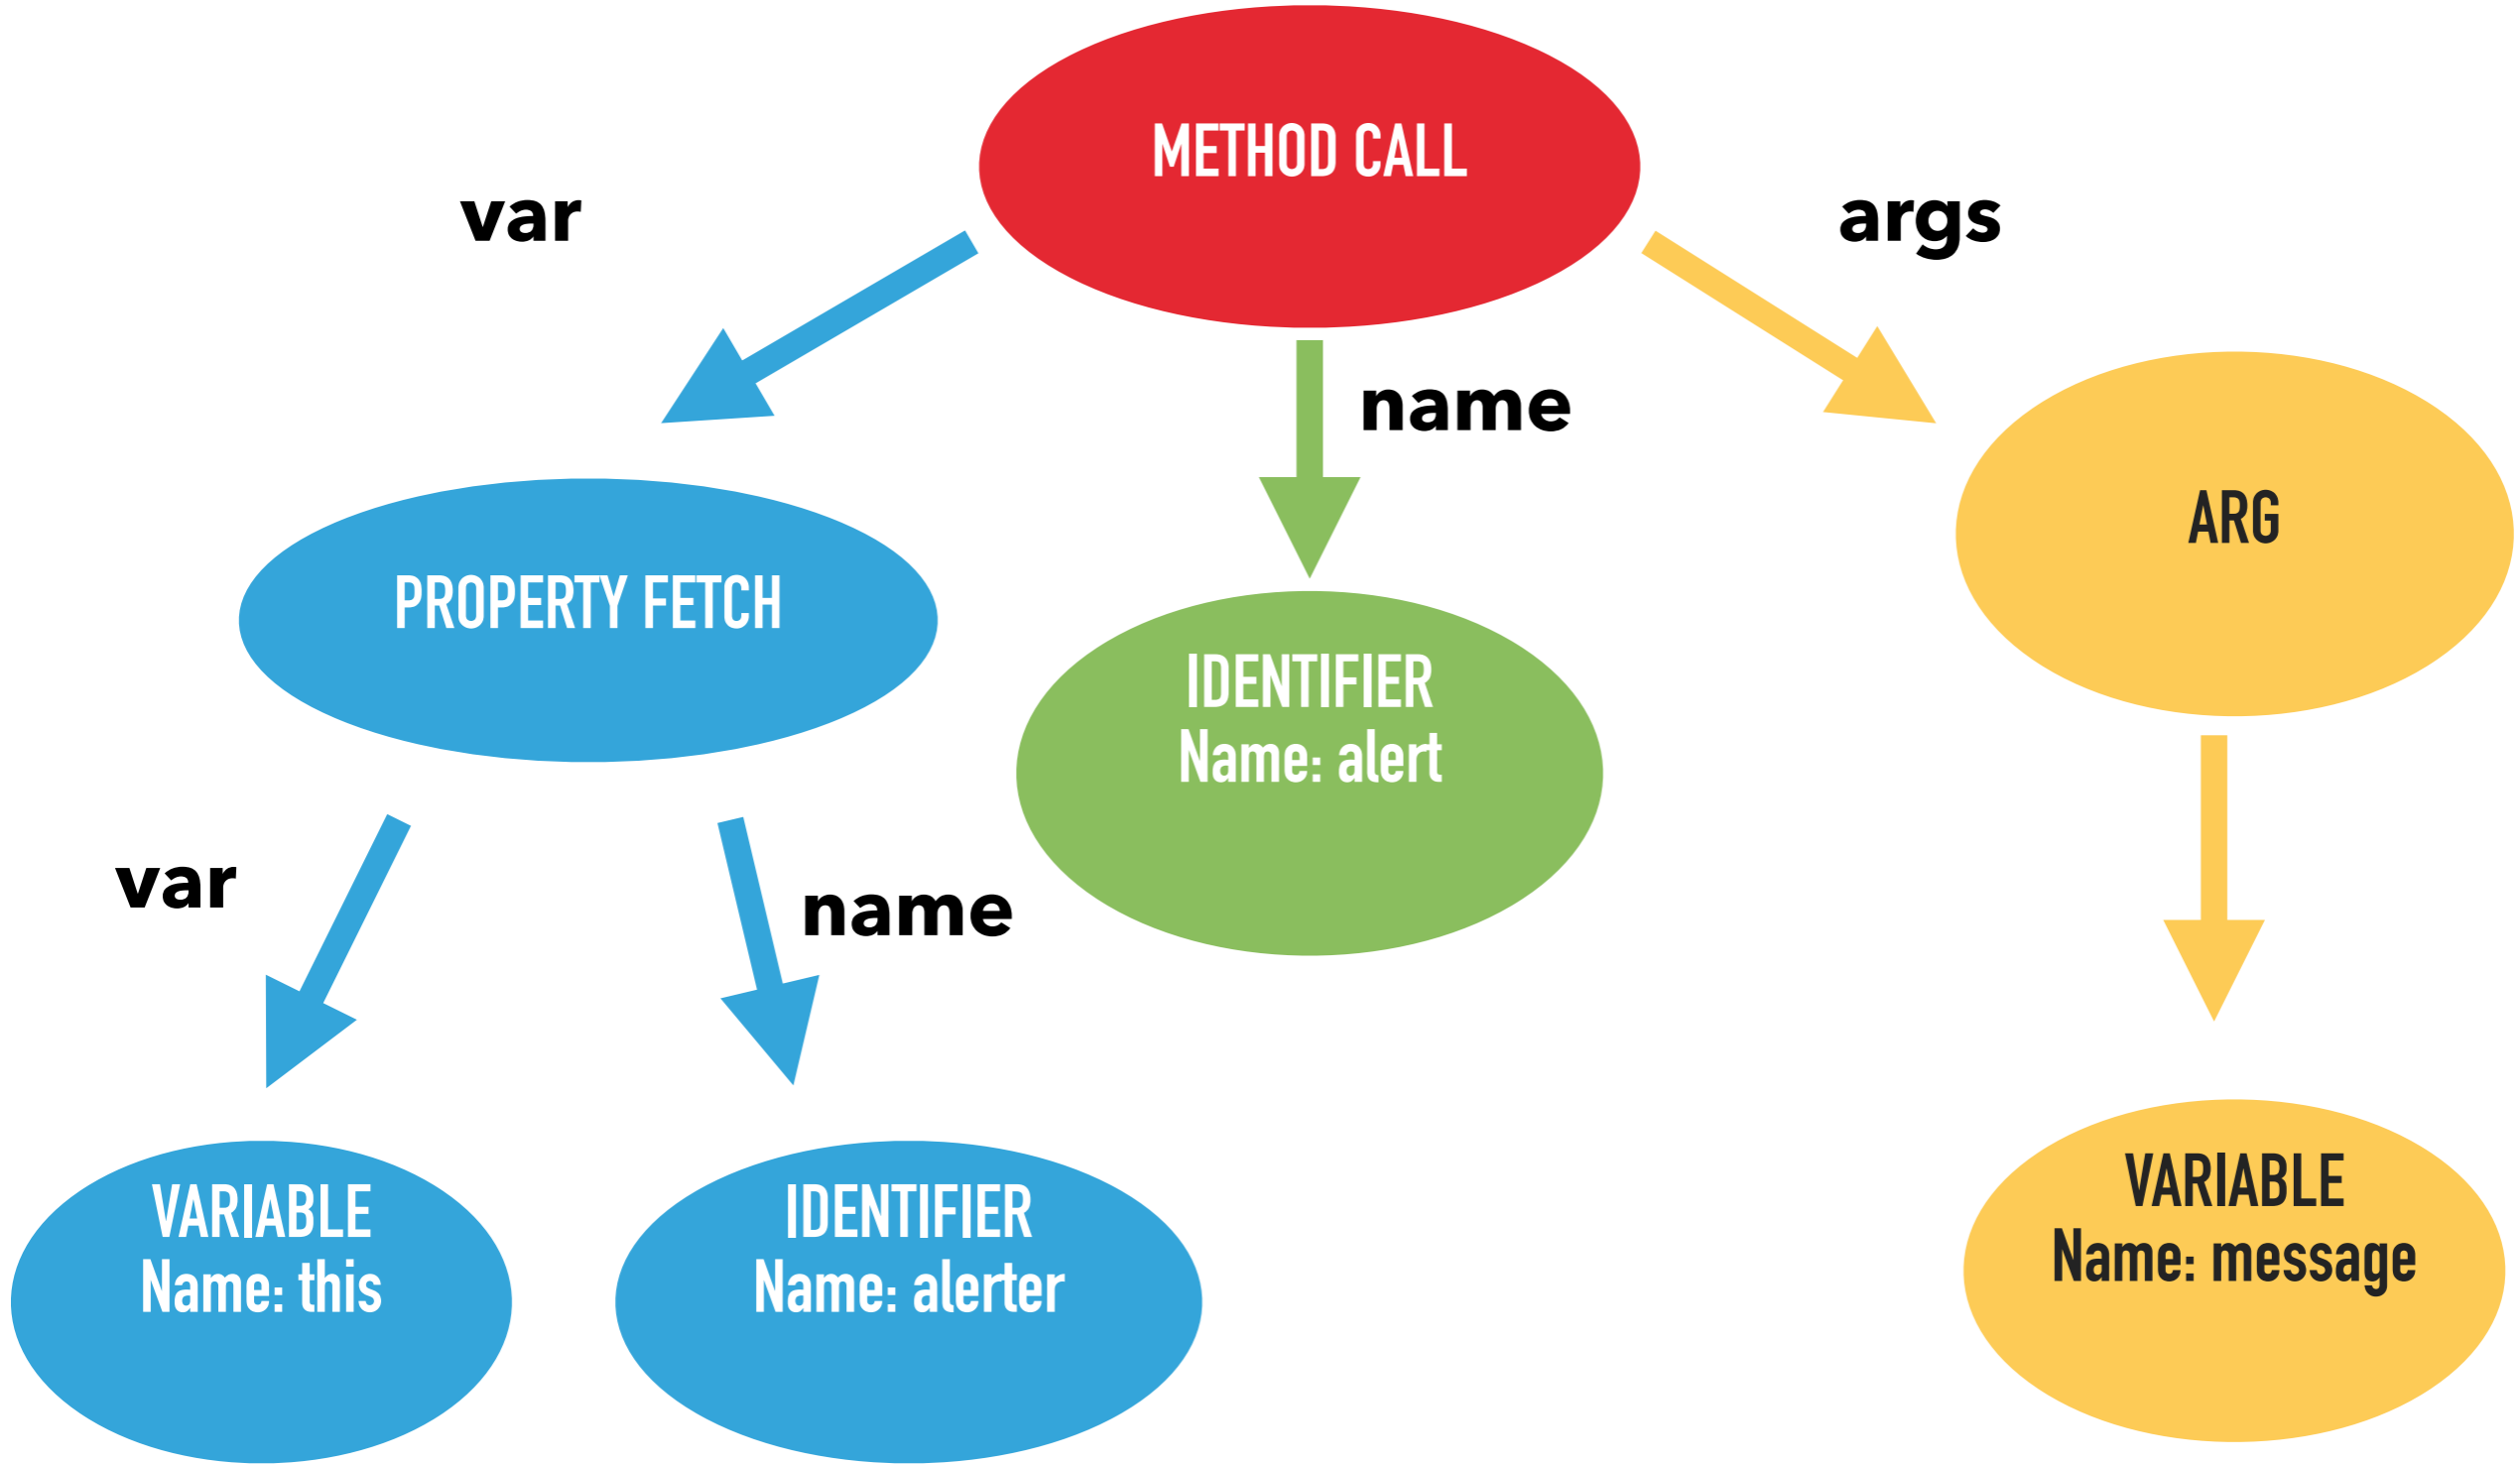 METHOD CALL
var
args
name
ARG
PROPERTY FETCH
IDENTIFIER
Name: alert
var
name
VARIABLE
Name: this
IDENTIFIER
Name: alerter
VARIABLE
Name: message